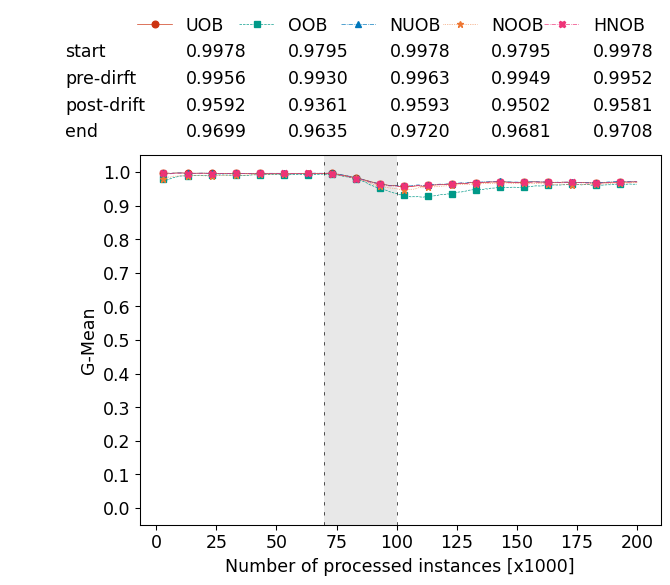 UOB OOB NUOB NOOB HNOB
start 0.9978 0.9795 0.9978 0.9795 0.9978
pre-dirft 0.9956 0.9930 0.9963 0.9949 0.9952
post-drift 0.9592 0.9361 0.9593 0.9502 0.9581
end 0.9699 0.9635 0.9720 0.9681 0.9708
1.0
0.9
0.8
0.7
0.6
0.5
0.4
0.3
0.2
0.1
0.0
G-Mean
0 25 50 75 100 125 150 175 200
Number of processed instances [x1000]